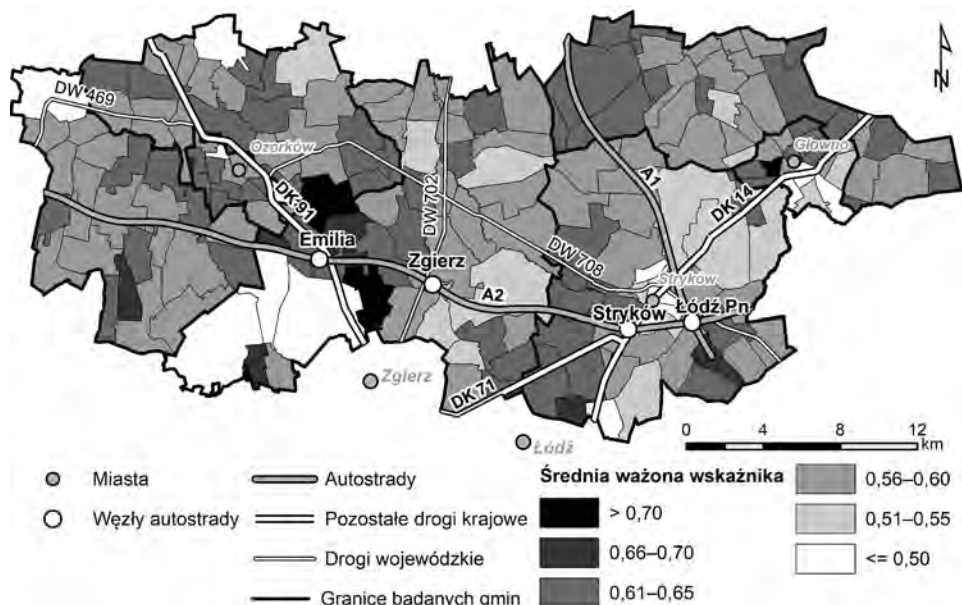 N
DW 469
Ozorków
DK 91
DW 702
A1
Głowno
DK 14
Emilia
Zgierz
DW 708
Stryków
A2
Stryków
Łódź Pn.
Zgierz
DK 71
Łódź
0 4 8 12
km
Miasta
Węzły autostrady
Autostrady
Pozostałe drogi krajowe
Drogi wojewódzkie
Granice badanych gmin
Średnia ważona wskaźnika
> 0,70
0,66–0,70
0,61–0,65
0,56–0,60
0,51–0,55
<= 0,50